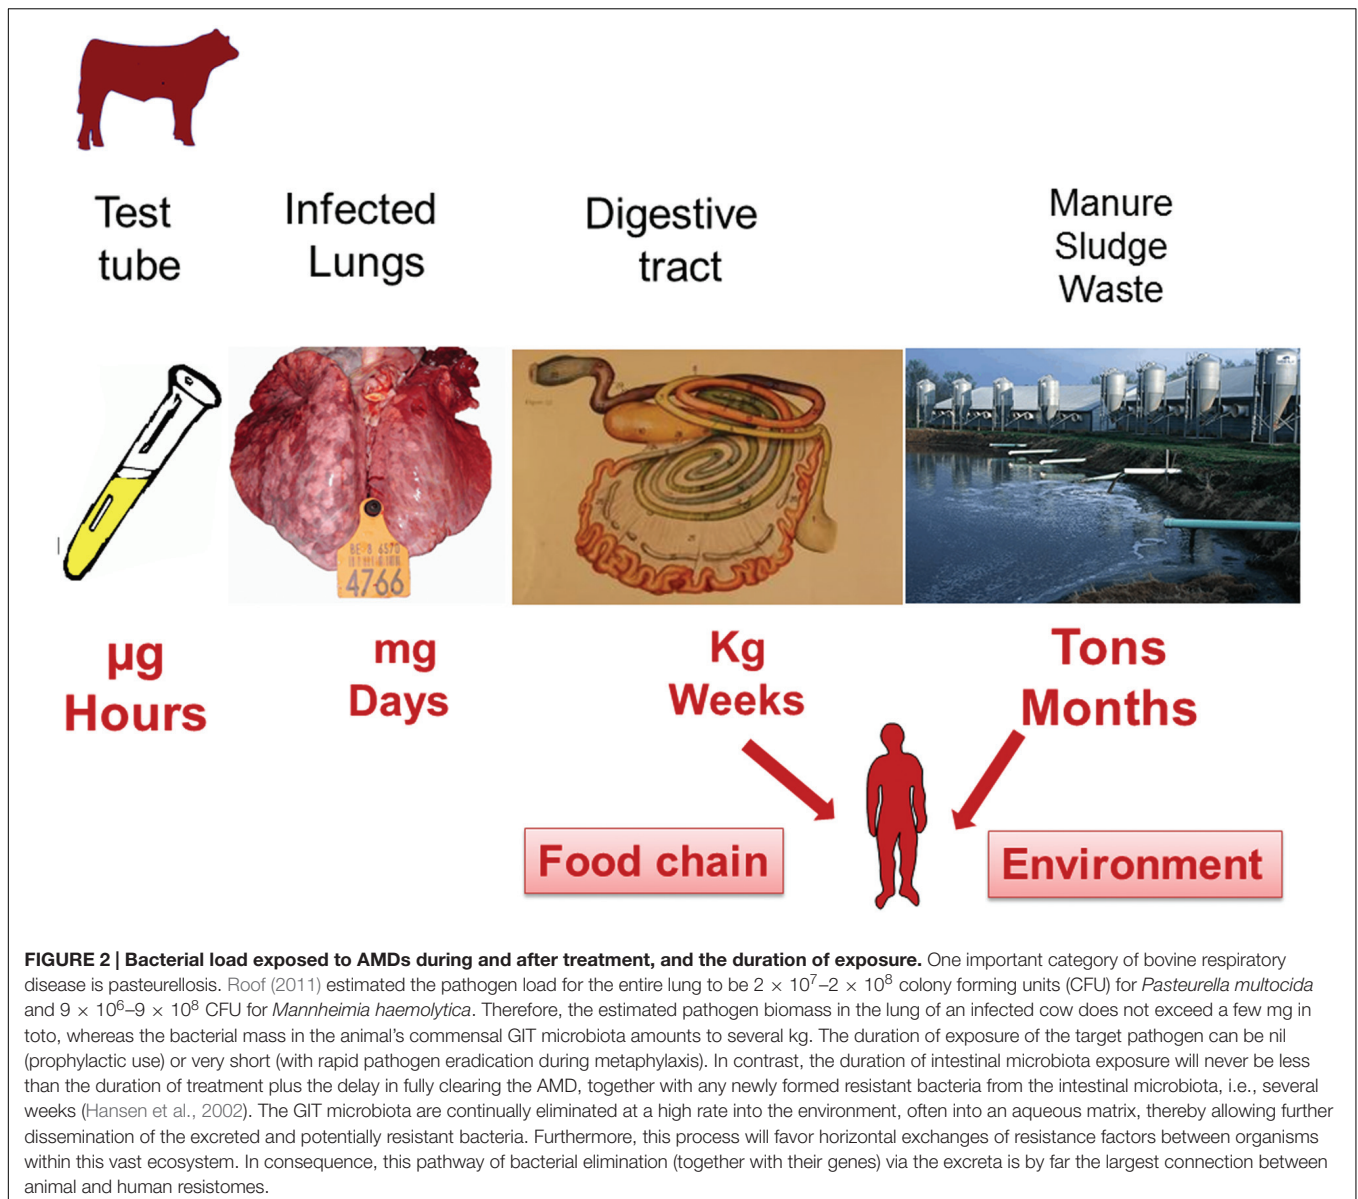 Test
tube
Infected
Lungs
Digestive
tract
Manure
Sludge
Waste
4766
µg
Hours
mg
Days
Kg
Weeks
Tons
Months
Food chain
Environment
FIGURE 2 | Bacterial load exposed to AMDs during and after treatment, and the duration of exposure. One important category of bovine respiratory
disease is pasteurellosis. Roof (2011) estimated the pathogen load for the entire lung to be 2 × 10⁷–2 × 10⁸ colony forming units (CFU) for Pasteurella multocida
and 9 × 10⁶–9 × 10⁸ CFU for Mannheimia haemolytica. Therefore, the estimated pathogen biomass in the lung of an infected cow does not exceed a few mg in
toto, whereas the bacterial mass in the animal's commensal GIT microbiota amounts to several kg. The duration of exposure of the target pathogen can be nil
(prophylactic use) or very short (with rapid pathogen eradication during metaphylaxis). In contrast, the duration of intestinal microbiota exposure will never be less
than the duration of treatment plus the delay in fully clearing the AMD, together with any newly formed resistant bacteria from the intestinal microbiota, i.e., several
weeks (Hansen et al., 2002). The GIT microbiota are continually eliminated at a high rate into the environment, often into an aqueous matrix, thereby allowing further
dissemination of the excreted and potentially resistant bacteria. Furthermore, this process will favor horizontal exchanges of resistance factors between organisms
within this vast ecosystem. In consequence, this pathway of bacterial elimination (together with their genes) via the excreta is by far the largest connection between
animal and human resistomes.